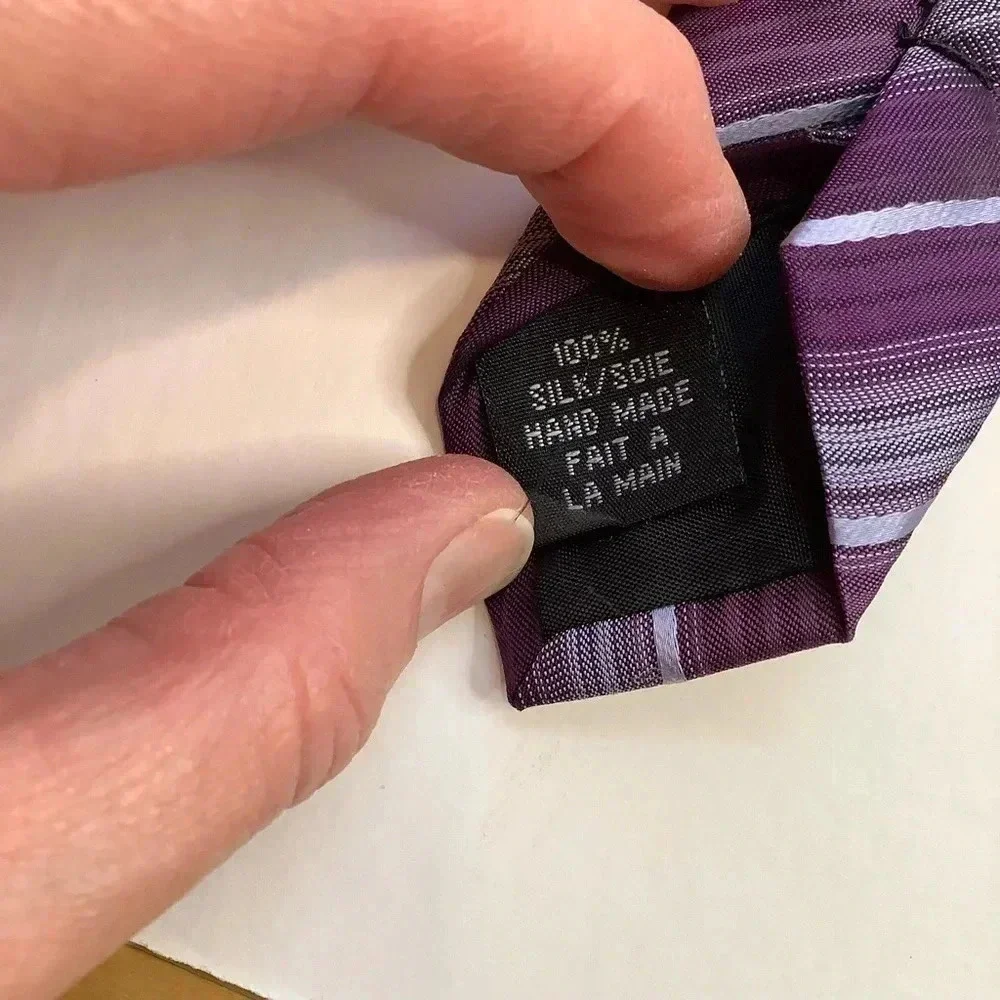 100%
SILK/SOIE
HAND MADE
FAIT A
LA MAIN